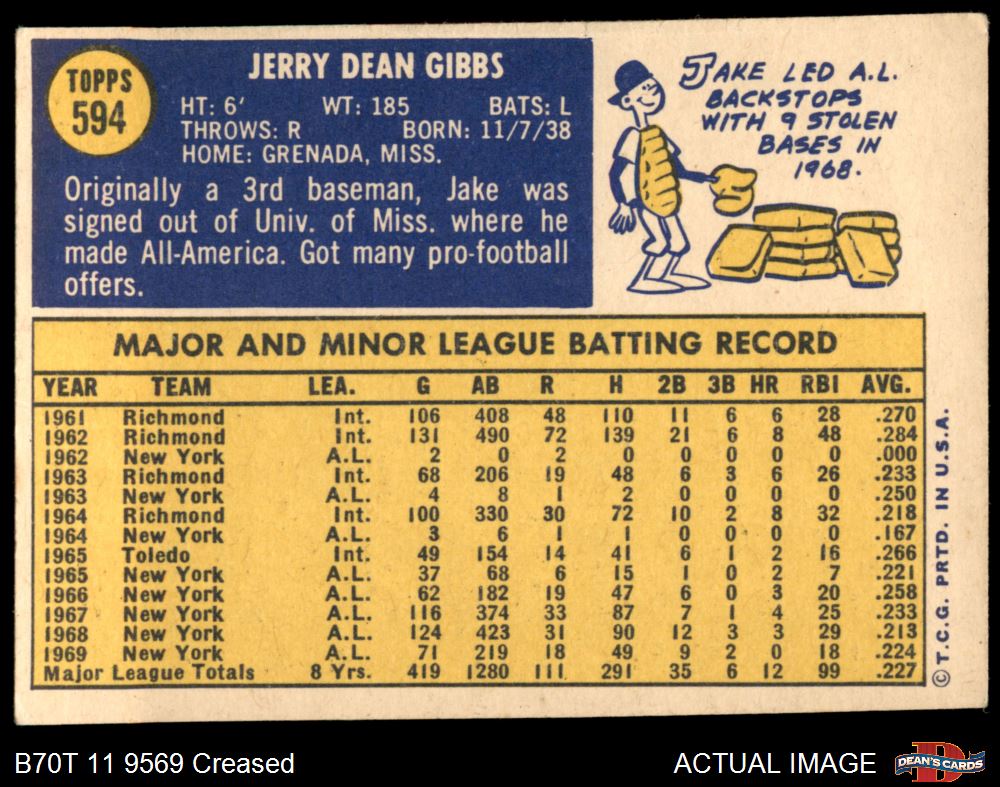 TOPPS
594
JERRY DEAN GIBBS
HT: 6' WT: 185 BATS: L
THROWS: R BORN: 11/7/38
HOME: GRENADA, MISS.
Originally a 3rd baseman, Jake was
signed out of Univ. of Miss. where he
made All-America. Got many pro-football
offers.
JAKE LED A.L.
BACKSTOPS
WITH 9 STOLEN
BASES IN
1968.
MAJOR AND MINOR LEAGUE BATTING RECORD
YEAR TEAM LEA. G AB R H 2B 3B HR RBI AVG.
1961 Richmond Int. 106 408 48 110 11 6 6 28 .270
1962 Richmond Int. 131 490 72 139 21 6 8 48 .284
1962 New York A.L. 2 0 2 0 0 0 0 0 .000
1963 Richmond Int. 68 206 19 48 6 3 6 26 .233
1963 New York A.L. 4 8 1 2 0 0 0 0 .250
1964 Richmond Int. 100 330 30 72 10 2 8 32 .218
1964 New York A.L. 3 6 1 1 0 0 0 0 .167
1965 Toledo Int. 49 154 14 41 6 1 2 16 .266
1965 New York A.L. 37 68 6 15 1 0 2 7 .221
1966 New York A.L. 62 182 19 47 6 0 3 20 .258
1967 New York A.L. 116 374 33 87 7 1 4 25 .233
1968 New York A.L. 124 423 31 90 12 3 3 29 .213
1969 New York A.L. 71 219 18 49 9 2 0 18 .224
Major League Totals 8 Yrs. 419 1280 111 291 35 6 12 99 .227
© T.C.G. PRTD. IN U.S.A.
B70T 11 9569 Creased
ACTUAL IMAGE
D
DEAN'S CARDS